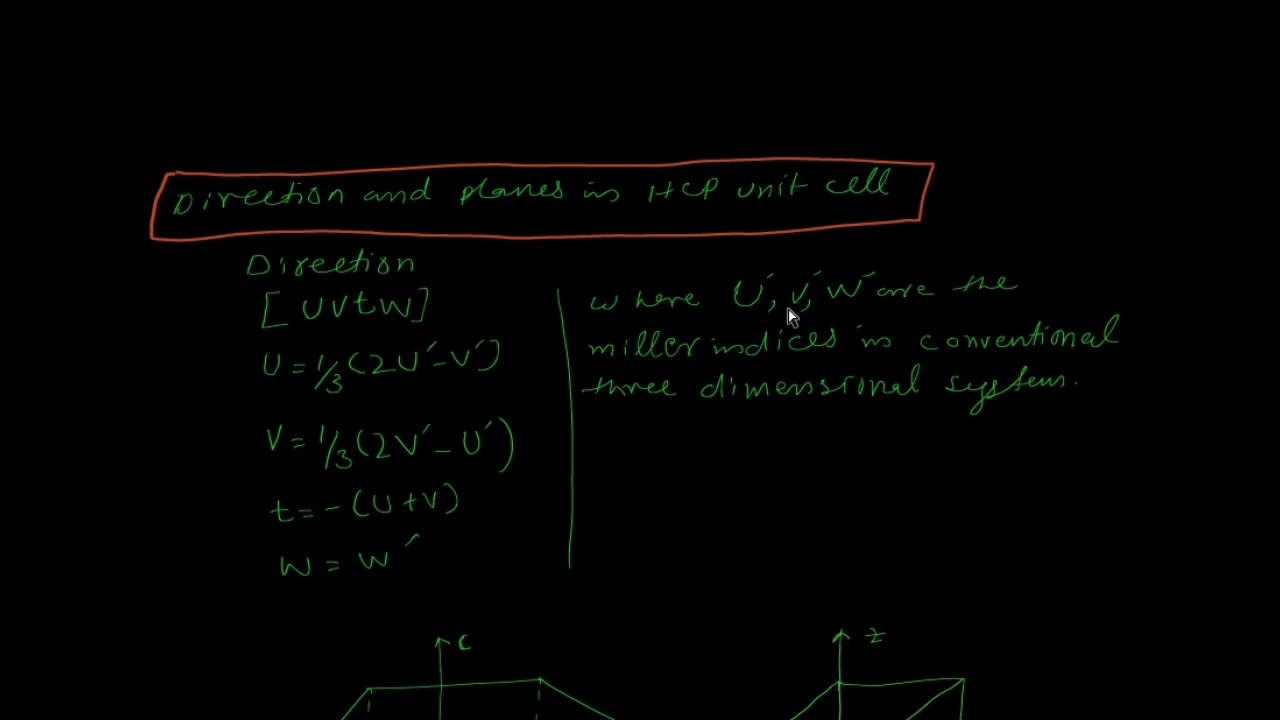 Direction and planes in HCP unit cell
Direction
[UVtW]
U = 1/3 (2U′ - V′)
V = 1/3 (2V′ - U′)
t = - (U + V)
W = W′
where U′, V′, W′ are the
miller indices in conventional
three dimensional system.
C
Z